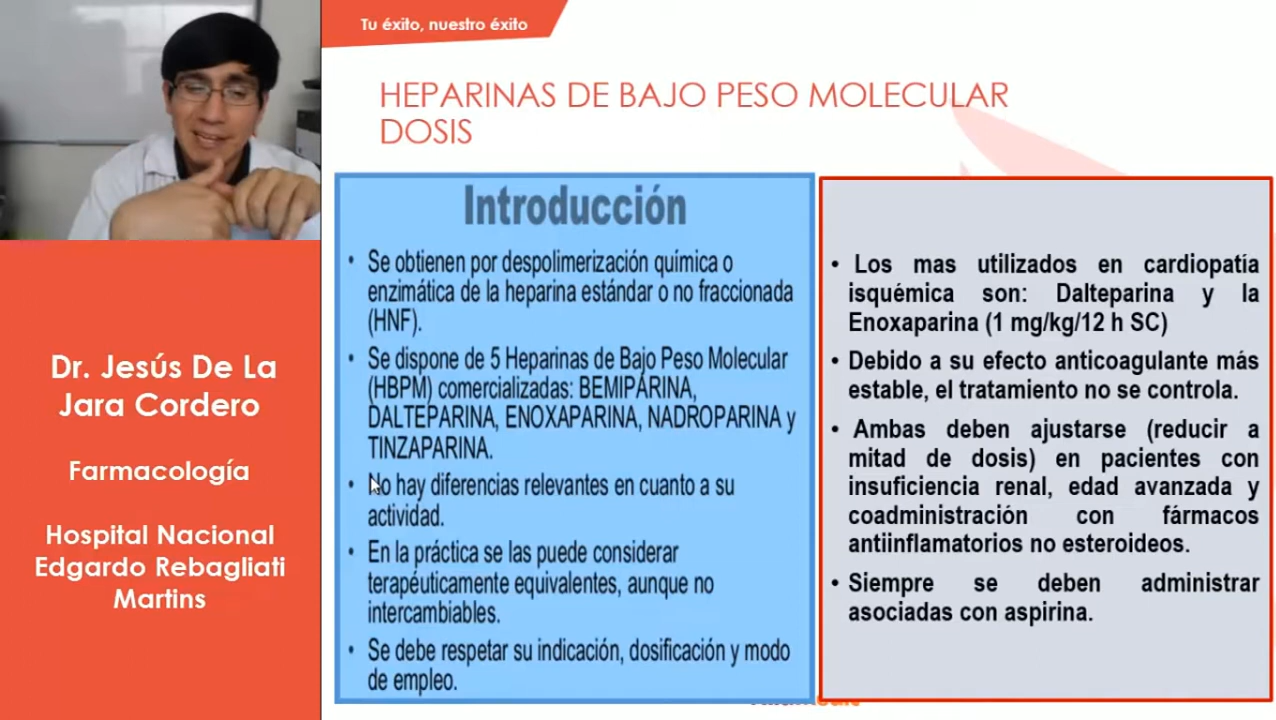 Tu éxito, nuestro éxito
HEPARINAS DE BAJO PESO MOLECULAR
DOSIS
Dr. Jesús De La
Jara Cordero
Farmacología
Hospital Nacional
Edgardo Rebagliati
Martins
Introducción
• Se obtienen por despolimerización química o
enzimática de la heparina estándar o no fraccionada
(HNF).
• Se dispone de 5 Heparinas de Bajo Peso Molecular
(HBPM) comercializadas: BEMIPARINA,
DALTEPARINA, ENOXAPARINA, NADROPARINA y
TINZAPARINA.
• No hay diferencias relevantes en cuanto a su
actividad.
• En la práctica se las puede considerar
terapéuticamente equivalentes, aunque no
intercambiables.
• Se debe respetar su indicación, dosificación y modo
de empleo.
• Los mas utilizados en cardiopatía
isquémica son: Dalteparina y la
Enoxaparina (1 mg/kg/12 h SC)
• Debido a su efecto anticoagulante más
estable, el tratamiento no se controla.
• Ambas deben ajustarse (reducir a
mitad de dosis) en pacientes con
insuficiencia renal, edad avanzada y
coadministración con fármacos
antiinflamatorios no esteroideos.
• Siempre se deben administrar
asociadas con aspirina.